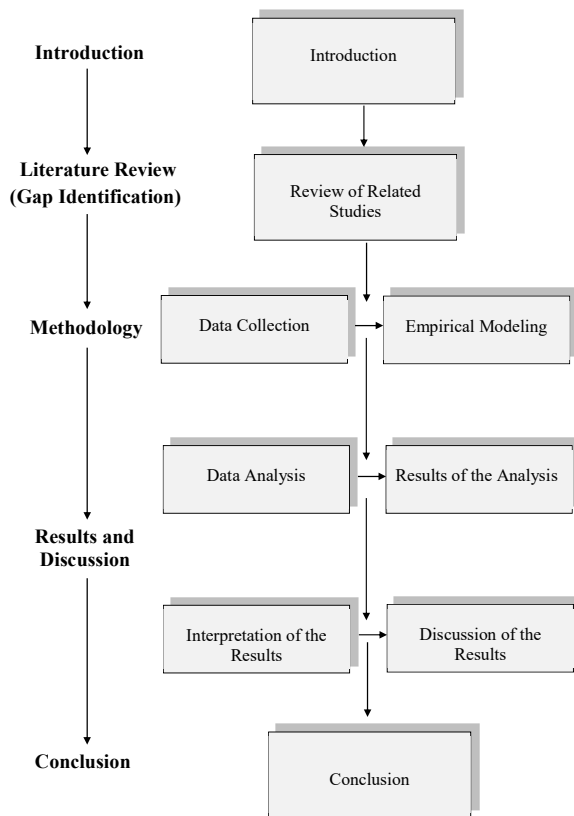 Introduction
Introduction
Literature Review
(Gap Identification)
Review of Related
Studies
Methodology
Data Collection
Empirical Modeling
Data Analysis
Results of the Analysis
Results and
Discussion
Interpretation of the
Results
Discussion of the
Results
Conclusion
Conclusion